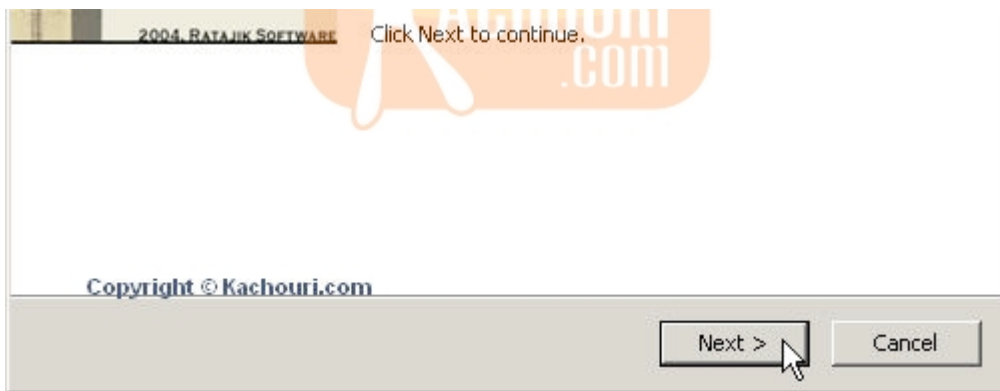 2004, RATAJIK SOFTWARE
Click Next to continue.
.com
Copyright © Kachouri.com
Next >
Cancel